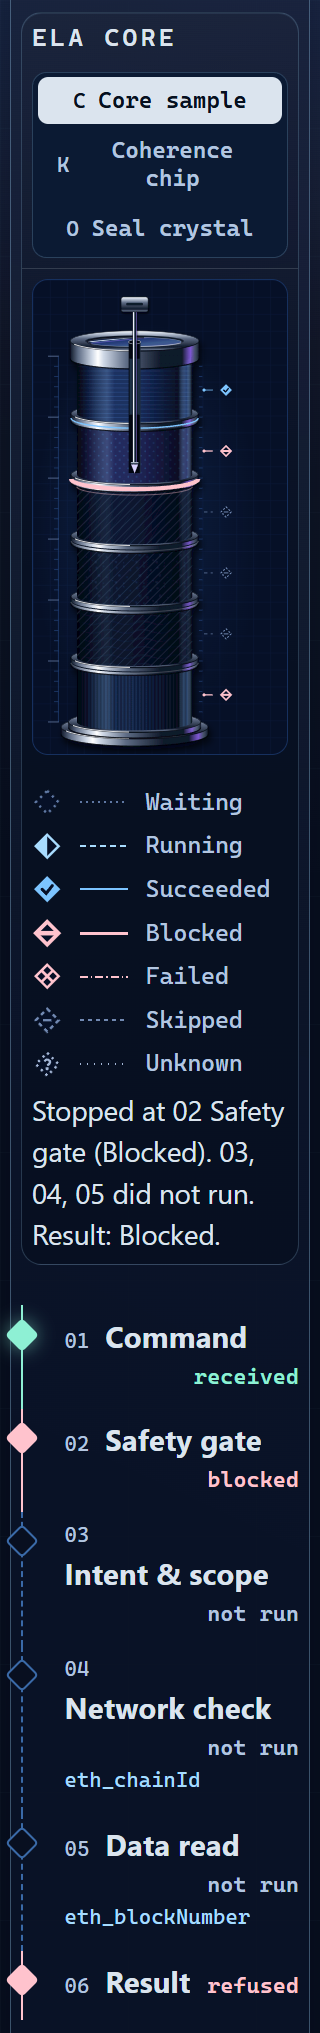 ELA CORE
C Core sample
K Coherence
chip
O Seal crystal
Waiting
Running
Succeeded
Blocked
Failed
Skipped
? Unknown
Stopped at 02 Safety
gate (Blocked). 03,
04, 05 did not run.
Result: Blocked.
01 Command
received
02 Safety gate
blocked
03
Intent & scope
not run
04
Network check
not run
eth_chainId
05 Data read
not run
eth_blockNumber
06 Result refused